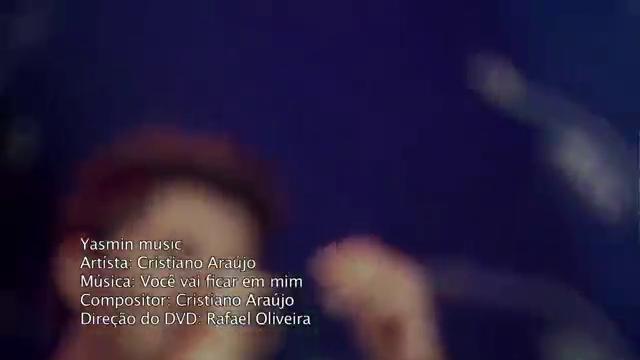 Yasmin music
Artista: Cristiano Araújo
Música: Você vai ficar em mim
Compositor: Cristiano Araújo
Direção do DVD: Rafael Oliveira